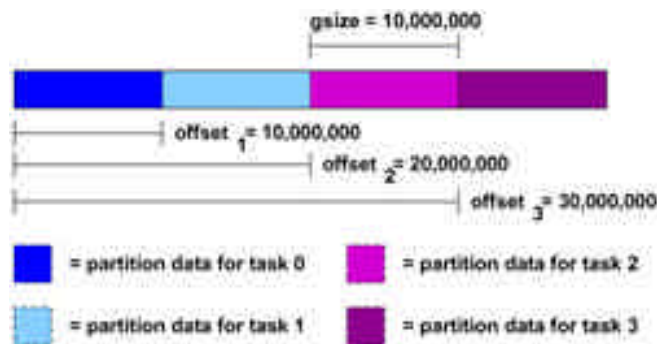 gsize = 10,000,000
offset 1 = 10,000,000
offset 2 = 20,000,000
offset 3 = 30,000,000
= partition data for task 0
= partition data for task 2
= partition data for task 1
= partition data for task 3